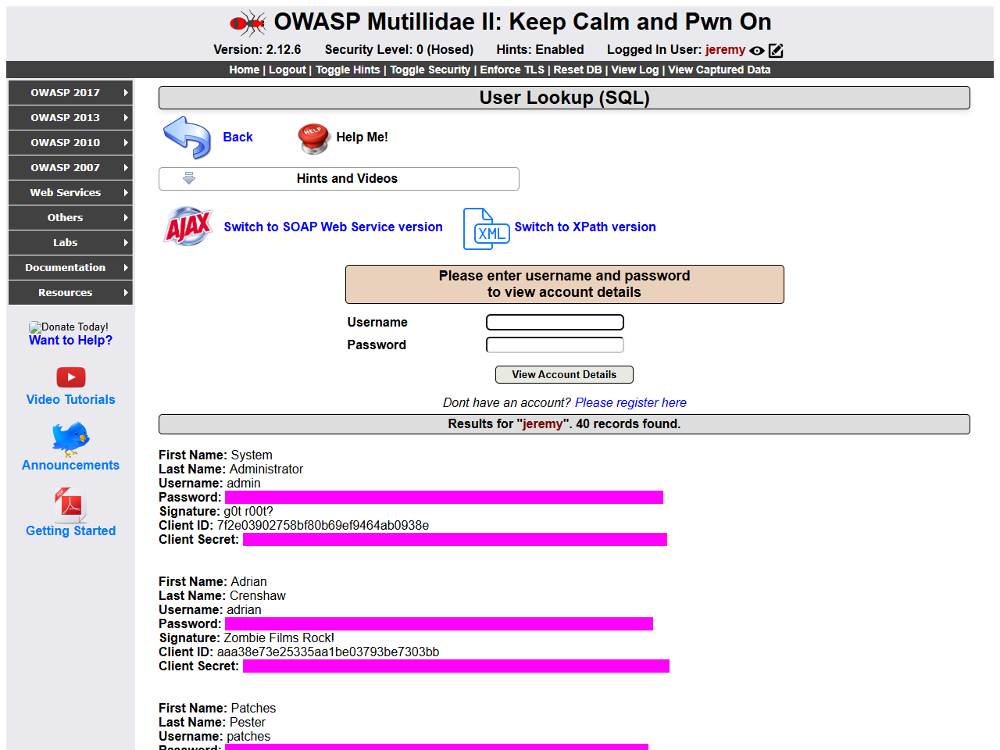 OWASP Mutillidae II: Keep Calm and Pwn On
Version: 2.12.6 Security Level: 0 (Hosed) Hints: Enabled Logged In User: jeremy
Home | Logout | Toggle Hints | Toggle Security | Enforce TLS | Reset DB | View Log | View Captured Data
OWASP 2017
OWASP 2013
OWASP 2010
OWASP 2007
Web Services
Others
Labs
Documentation
Resources
Donate Today!
Want to Help?
Video Tutorials
Announcements
PDF
Getting Started
User Lookup (SQL)
Back
HELP
Help Me!
Hints and Videos
AJAX
Switch to SOAP Web Service version
XML
Switch to XPath version
Please enter username and password
to view account details
Username
Password
View Account Details
Dont have an account? Please register here
Results for "jeremy". 40 records found.
First Name: System
Last Name: Administrator
Username: admin
Password:
Signature: g0t r00t?
Client ID: 7f2e03902758bf80b69ef9464ab0938e
Client Secret:
First Name: Adrian
Last Name: Crenshaw
Username: adrian
Password:
Signature: Zombie Films Rock!
Client ID: aaa38e73e25335aa1be03793be7303bb
Client Secret:
First Name: Patches
Last Name: Pester
Username: patches
Password: